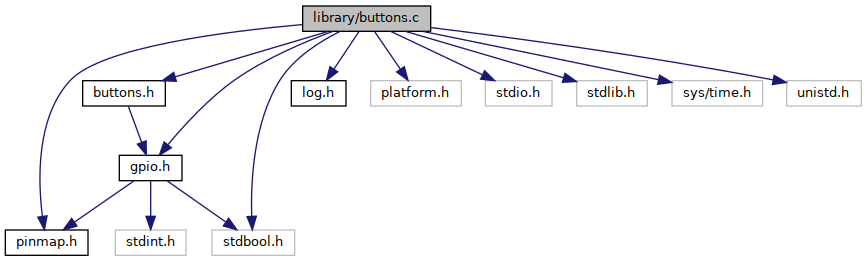 library/buttons.c
buttons.h
log.h
platform.h
stdio.h
stdlib.h
sys/time.h
unistd.h
gpio.h
pinmap.h
stdint.h
stdbool.h